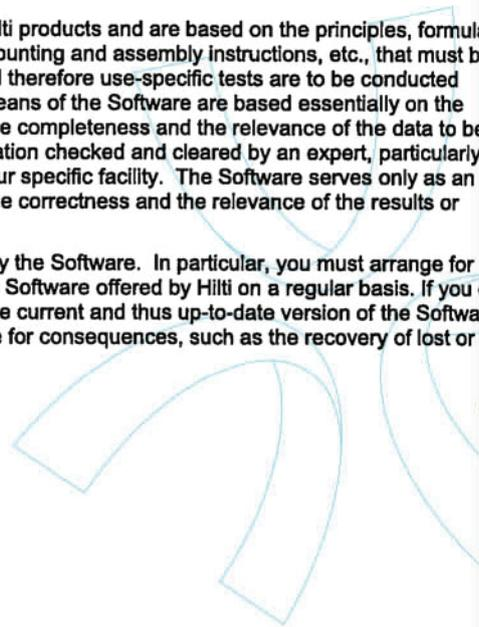 lti products and are based on the principles, formula
ounting and assembly instructions, etc., that must b
l therefore use-specific tests are to be conducted
eans of the Software are based essentially on the
e completeness and the relevance of the data to be
ation checked and cleared by an expert, particularly
ur specific facility. The Software serves only as an
e correctness and the relevance of the results or
y the Software. In particular, you must arrange for
Software offered by Hilti on a regular basis. If you
e current and thus up-to-date version of the Softwa
e for consequences, such as the recovery of lost or